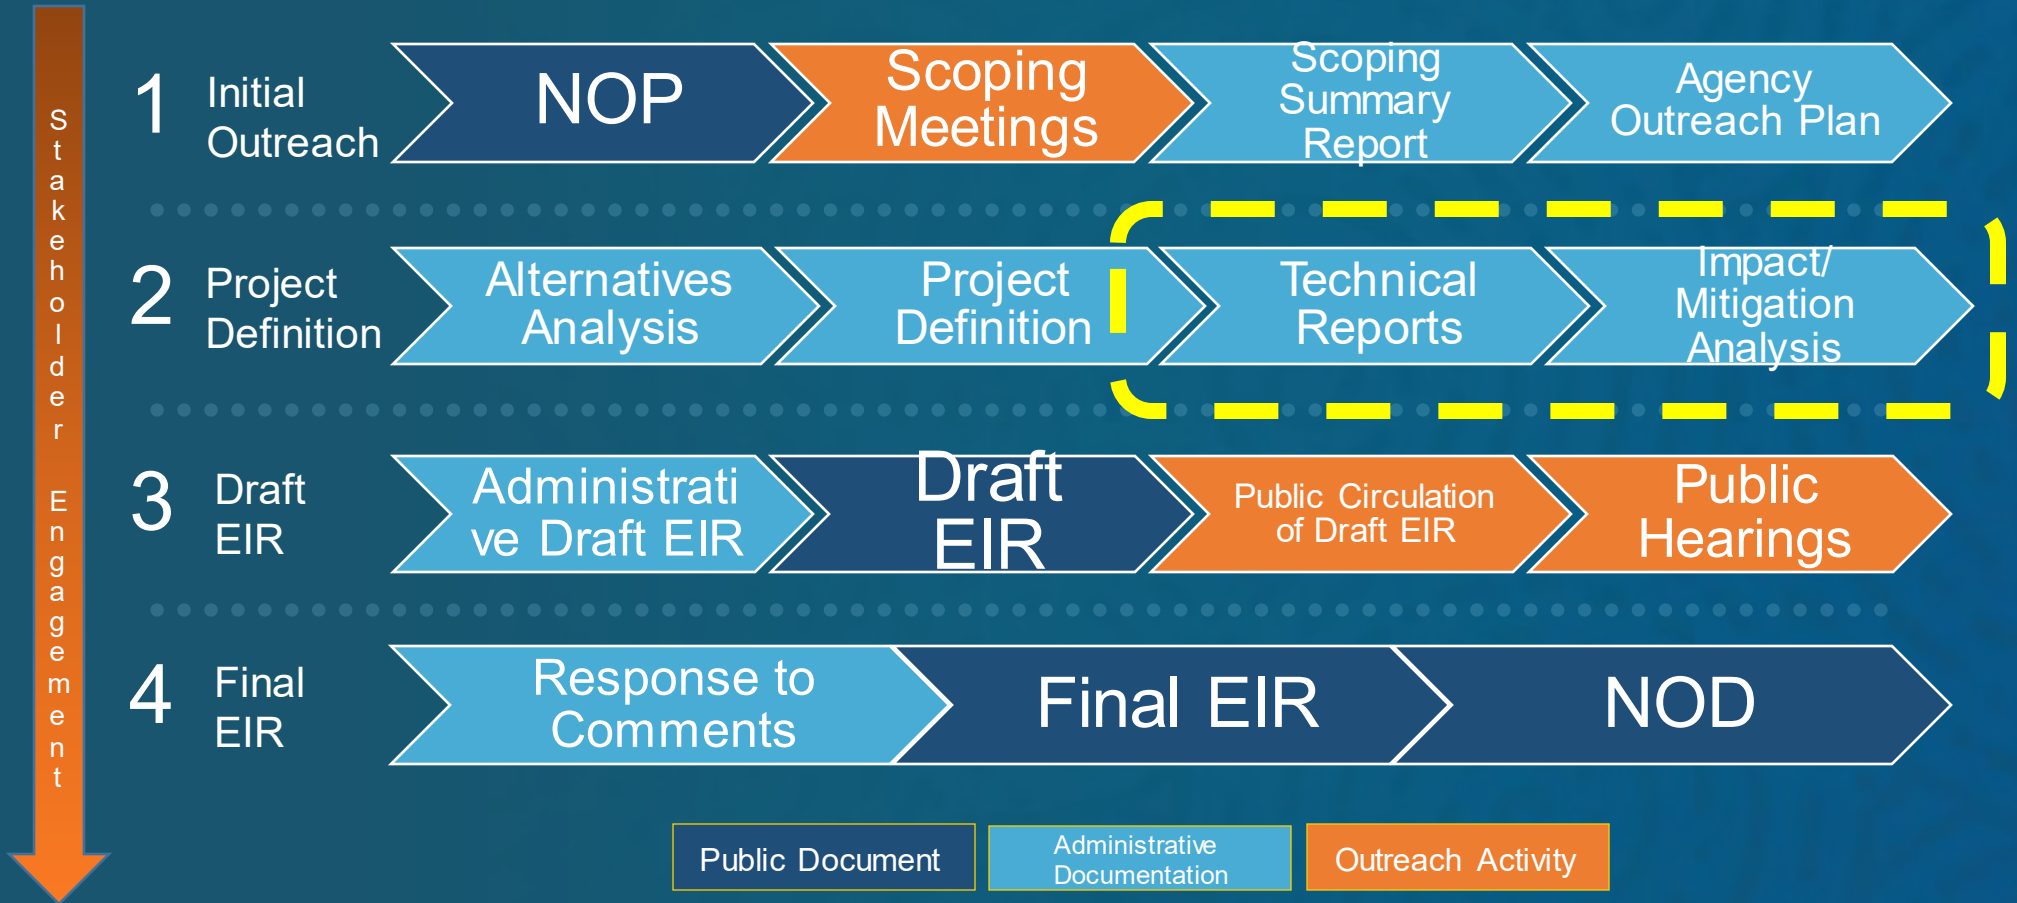 Stakeholder Engagement
1
Initial
Outreach
NOP
Scoping
Meetings
Scoping
Summary
Report
Agency
Outreach Plan
2
Project
Definition
Alternatives
Analysis
Project
Definition
Technical
Reports
Impact/
Mitigation
Analysis
3
Draft
EIR
Administrati
ve Draft EIR
Draft
EIR
Public Circulation
of Draft EIR
Public
Hearings
4
Final
EIR
Response to
Comments
Final EIR
NOD
Public Document
Administrative
Documentation
Outreach Activity